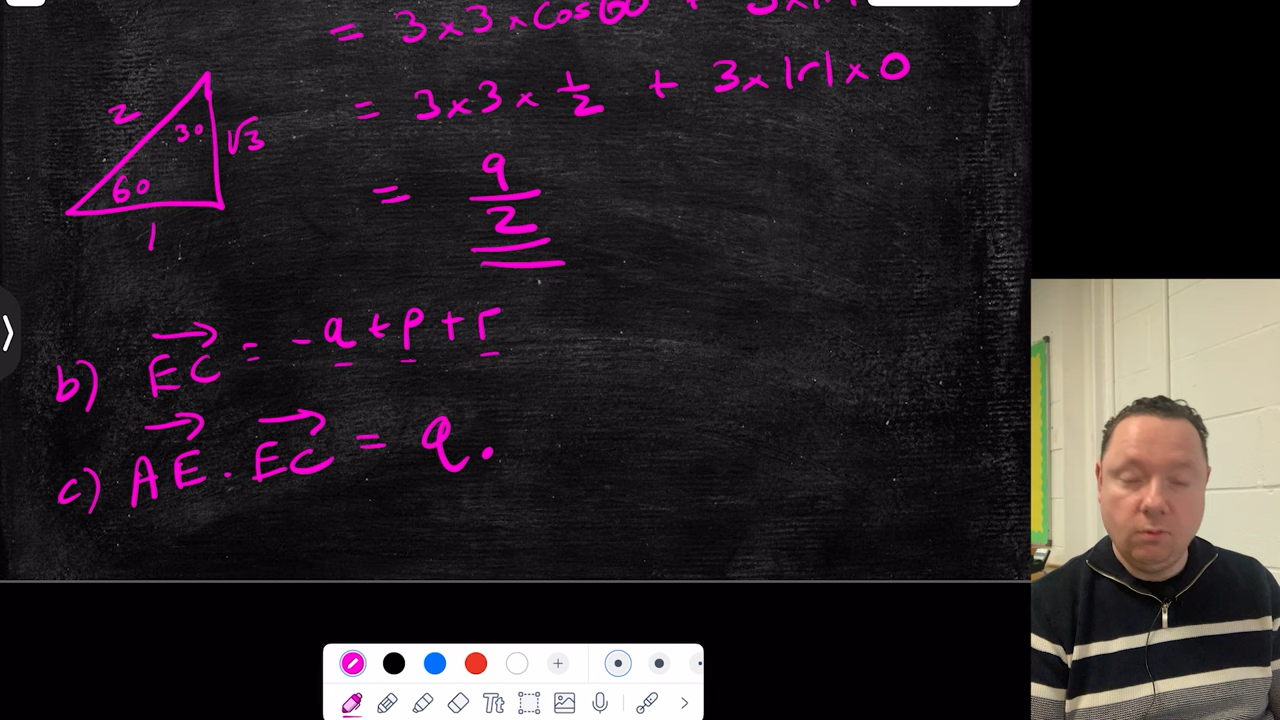 = 3×3×cos60 + 3×|r|
= 3×3×½ + 3×|r|×0
2
30
√3
60
1
= 9/2
b) EC = -q + p + r
c) AE . EC = q .
Tt